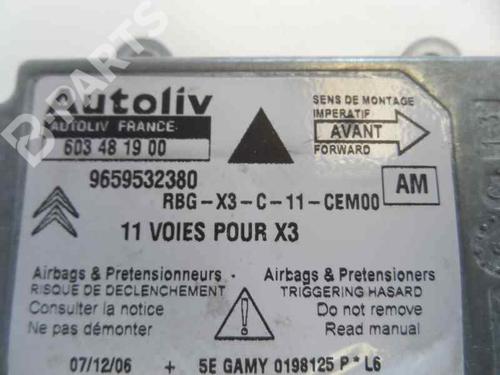 B-PARTS
Autoliv
AUTOLIV FRANCE
603 48 19 00
SENS DE MONTAGE
IMPERATIF
AVANT
FORWARD
9659532380
RBG-X3-C-11-CEM00
AM
11 VOIES POUR X3
Airbags & Pretensionneurs
RISQUE DE DECLENCHEMENT
Consulter la notice
Ne pas démonter
Airbags & Pretensioners
TRIGGERING HASARD
Do not remove
Read manual
07/12/06 + 5E GAMY 0198125 P * L6